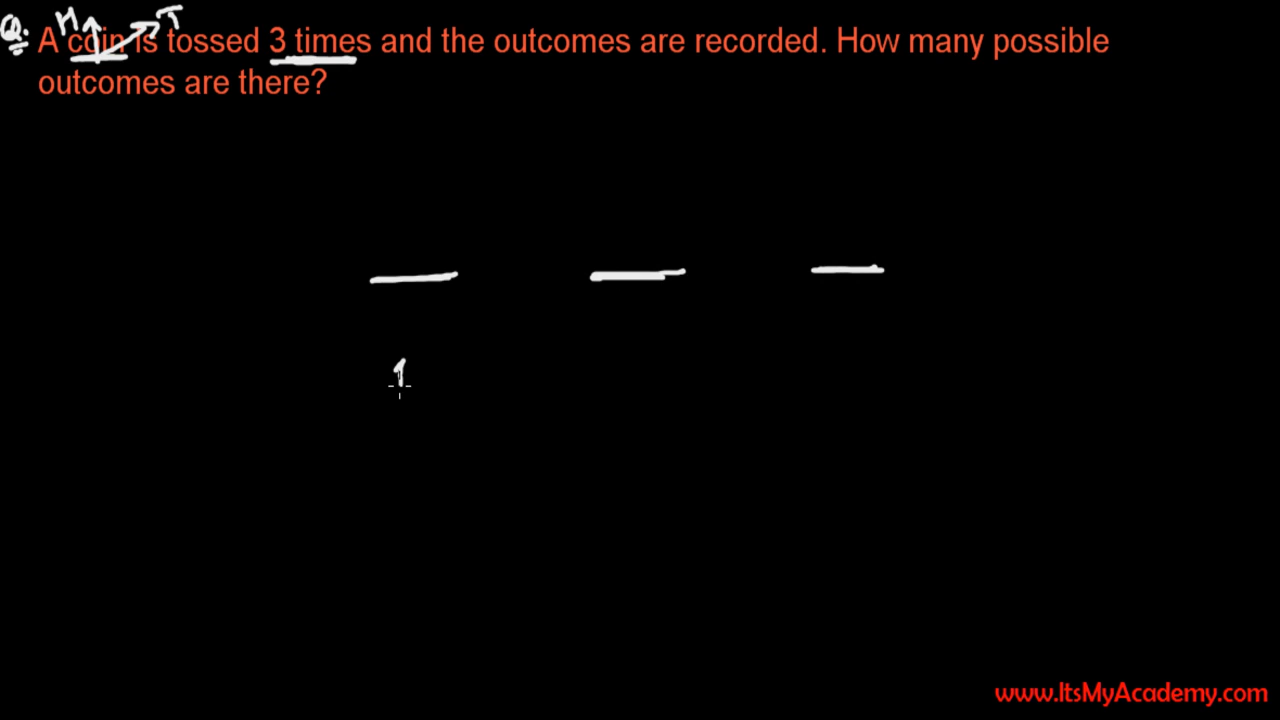 Q. H T
A coin is tossed 3 times and the outcomes are recorded. How many possible
outcomes are there?
1
www.ItsMyAcademy.com